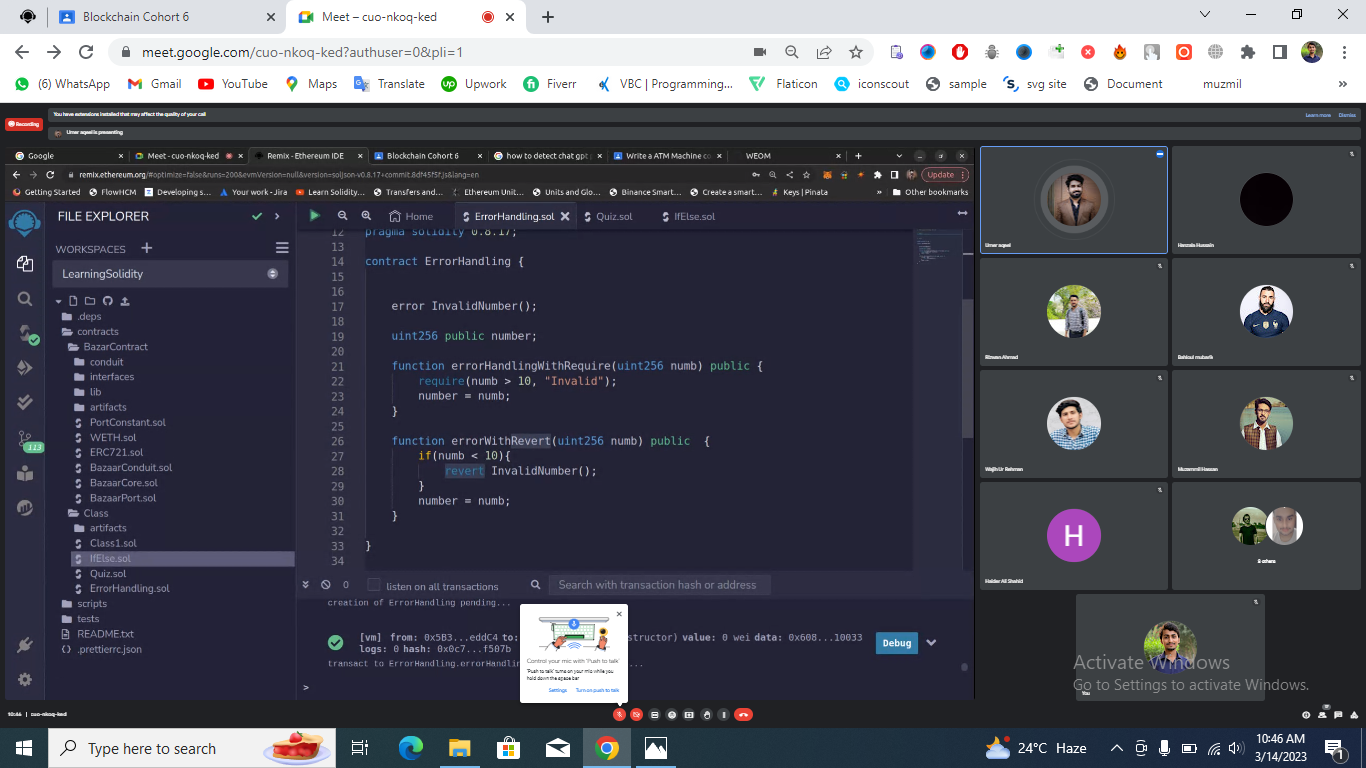 Blockchain Cohort 6
Meet – cuo-nkoq-ked
meet.google.com/cuo-nkoq-ked?authuser=0&pli=1
(6) WhatsApp
Gmail
YouTube
Maps
Translate
Upwork
Fiverr
VBC | Programming...
Flaticon
iconscout
sample
svg site
Document
muzmil
»
Recording
You have extensions installed that may affect the quality of your call
Learn more
Dismiss
Umer aqeel is presenting
Google
Meet - cuo-nkoq-ked
Remix - Ethereum IDE
Blockchain Cohort 6
how to detect chat gpt
Write a ATM Machine co
WEOM
remix.ethereum.org/#optimize=false&runs=200&evmVersion=null&version=soljson-v0.8.17+commit.8df45f5f.js&lang=en
Update
Getting Started
FlowHCM
Developing s...
Your work - Jira
Learn Solidity...
Transfers and...
Ethereum Unit...
Units and Glo...
Binance Smart...
Create a smart...
Keys | Pinata
»
Other bookmarks
FILE EXPLORER
WORKSPACES
LearningSolidity
.deps
contracts
BazarContract
conduit
interfaces
lib
artifacts
PortConstant.sol
WETH.sol
ERC721.sol
BazaarConduit.sol
BazaarCore.sol
BazaarPort.sol
Class
artifacts
Class1.sol
IfElse.sol
Quiz.sol
ErrorHandling.sol
scripts
tests
README.txt
.prettierrc.json
113
Home
ErrorHandling.sol
Quiz.sol
IfElse.sol
12 pragma solidity 0.8.17;
13
14 contract ErrorHandling {
15
16
17 error InvalidNumber();
18
19 uint256 public number;
20
21 function errorHandlingWithRequire(uint256 numb) public {
22 require(numb > 10, "Invalid");
23 number = numb;
24 }
25
26 function errorWithRevert(uint256 numb) public {
27 if(numb < 10){
28 revert InvalidNumber();
29 }
30 number = numb;
31 }
32
33 }
34
0
listen on all transactions
Search with transaction hash or address
creation of ErrorHandling pending...
[vm] from: 0x5B3...eddC4 to:
structor) value: 0 wei data: 0x608...10033
logs: 0 hash: 0x0c7...f507b
Debug
transact to ErrorHandling.errorHandlin
...
>
Control your mic with 'Push to talk'
'Push to talk' turns on your mic while you
hold down the space bar
Settings
Turn on push to talk
Umer aqeel
Hamzala Hussain
Rizwan Ahmad
Bahloul mubarik
Wajih Ur Rehman
Muzammil Hassan
H
Haider Ali Shahid
8 others
You
Activate Windows
Go to Settings to activate Windows.
10:46 | cuo-nkoq-ked
Type here to search
24°C Haze
10:46 AM
3/14/2023
1